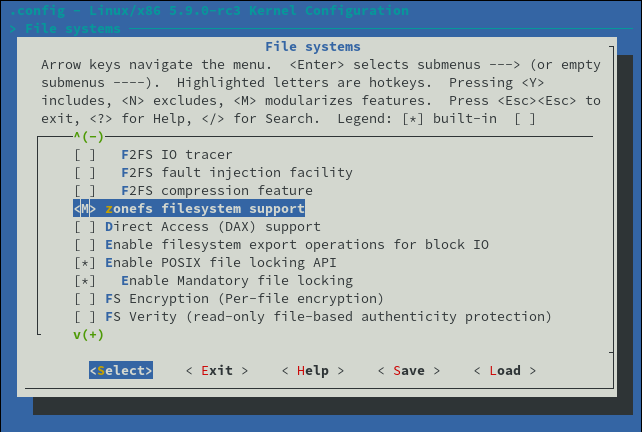 .config - Linux/x86 5.9.0-rc3 Kernel Configuration
> File systems
File systems
Arrow keys navigate the menu.  <Enter> selects submenus ---> (or empty
submenus ----).  Highlighted letters are hotkeys.  Pressing <Y>
includes, <N> excludes, <M> modularizes features.  Press <Esc><Esc> to
exit, <?> for Help, </> for Search.  Legend: [*] built-in  [ ]
^(-)
[ ]   F2FS IO tracer
[ ]   F2FS fault injection facility
[ ]   F2FS compression feature
<M> zonefs filesystem support
[ ] Direct Access (DAX) support
[ ] Enable filesystem export operations for block IO
[*] Enable POSIX file locking API
[*]   Enable Mandatory file locking
[ ] FS Encryption (Per-file encryption)
[ ] FS Verity (read-only file-based authenticity protection)
v(+)
<Select>    < Exit >    < Help >    < Save >    < Load >